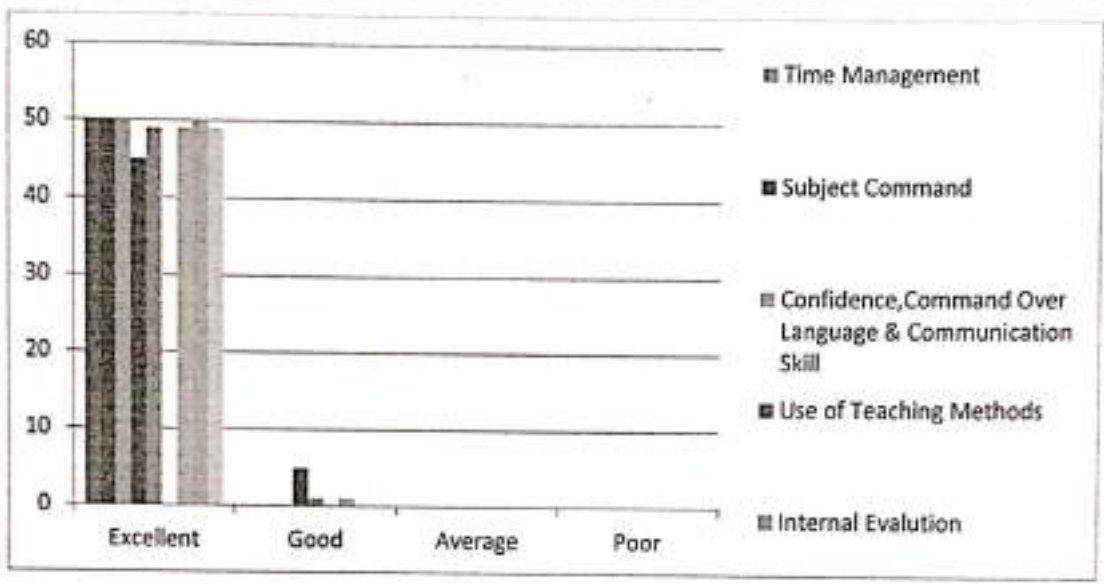 60
50
40
30
20
10
0
Excellent
Good
Average
Poor
Time Management
Subject Command
Confidence,Command Over
Language & Communication
Skill
Use of Teaching Methods
Internal Evalution